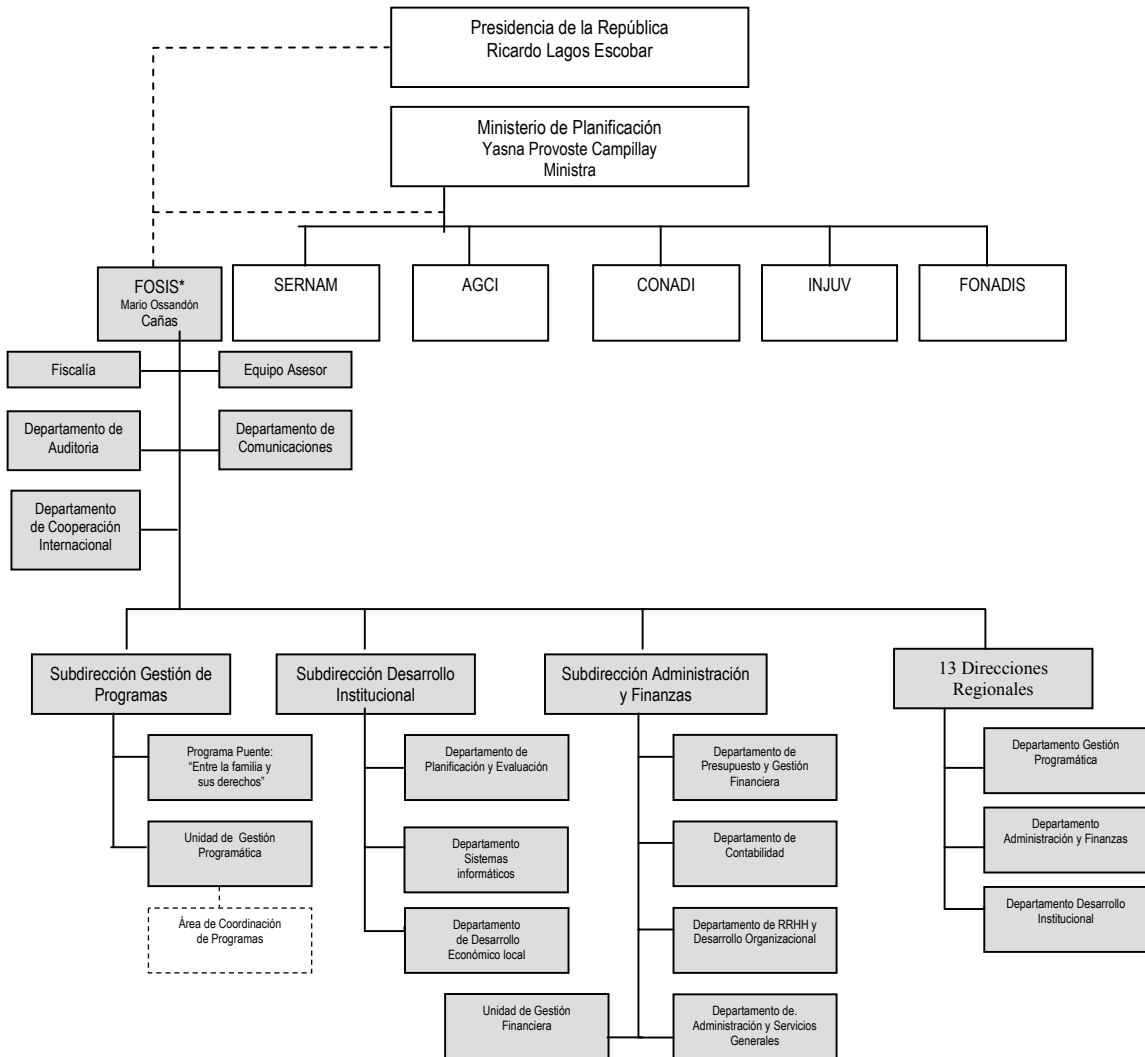 Presidencia de la República
Ricardo Lagos Escobar
Ministerio de Planificación
Yasna Provoste Campillay
Ministra
FOSIS*
Mario Ossandón
Cañas
SERNAM
AGCI
CONADI
INJUV
FONADIS
Fiscalía
Equipo Asesor
Departamento de
Auditoria
Departamento de
Comunicaciones
Departamento
de Cooperación
Internacional
Subdirección Gestión de
Programas
Subdirección Desarrollo
Institucional
Subdirección Administración
y Finanzas
13 Direcciones
Regionales
Programa Puente:
“Entre la familia y
sus derechos”
Unidad de Gestión
Programática
Área de Coordinación
de Programas
Departamento de
Planificación y Evaluación
Departamento
Sistemas
informáticos
Departamento
de Desarrollo
Económico local
Departamento de
Presupuesto y Gestión
Financiera
Departamento de
Contabilidad
Departamento de RRHH y
Desarrollo Organizacional
Unidad de Gestión
Financiera
Departamento de.
Administración y Servicios
Generales
Departamento Gestión
Programática
Departamento
Administración y Finanzas
Departamento Desarrollo
Institucional